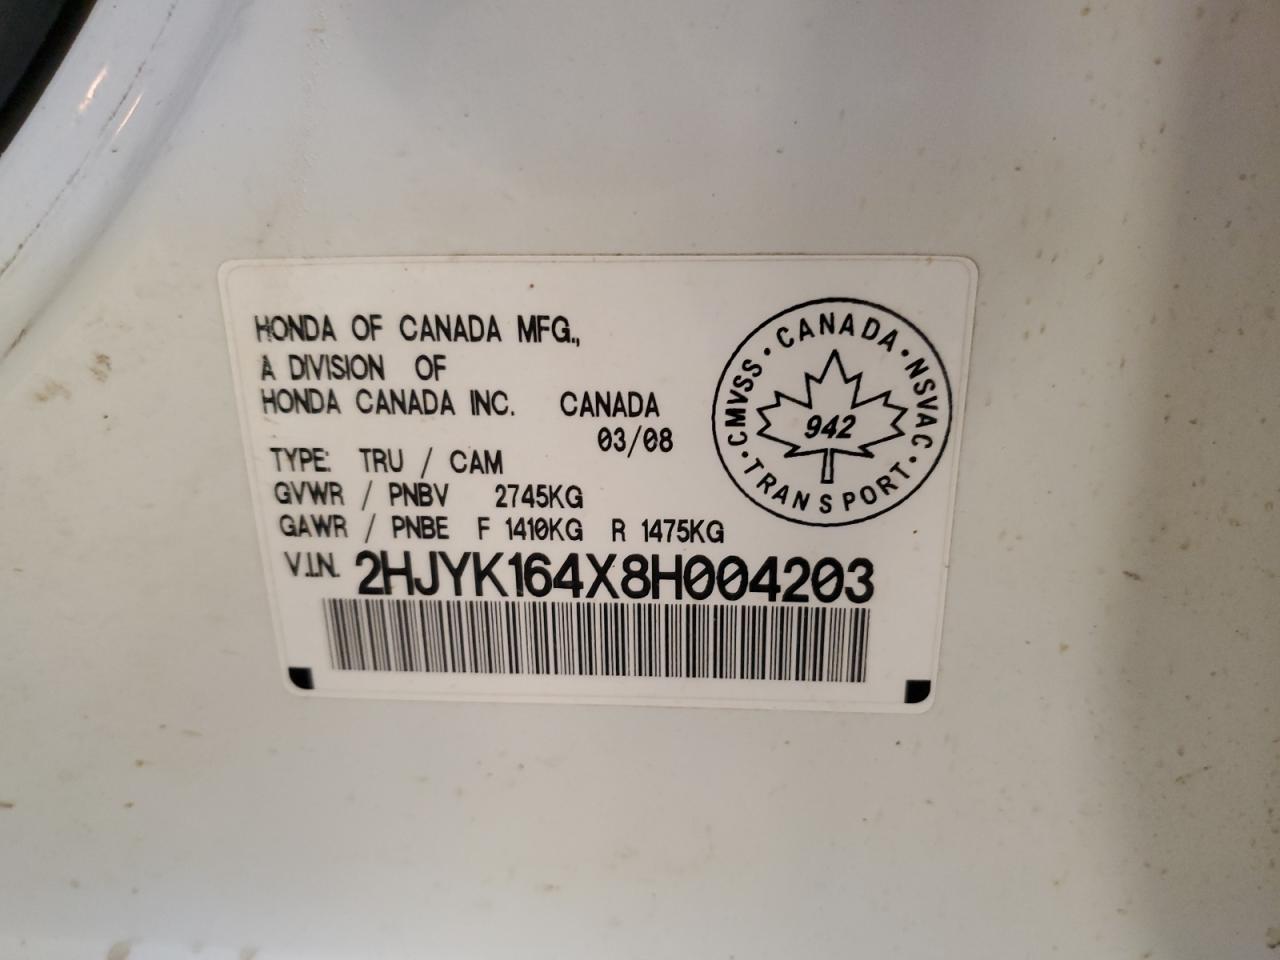 HONDA OF CANADA MFG.,
A DIVISION OF
HONDA CANADA INC. CANADA
03/08
TYPE: TRU / CAM
GVWR / PNBV 2745KG
GAWR / PNBE F 1410KG R 1475KG
V.I.N. 2HJYK164X8H004203
CMVSS • CANADA • NSVAC • TRANSPORT •
942